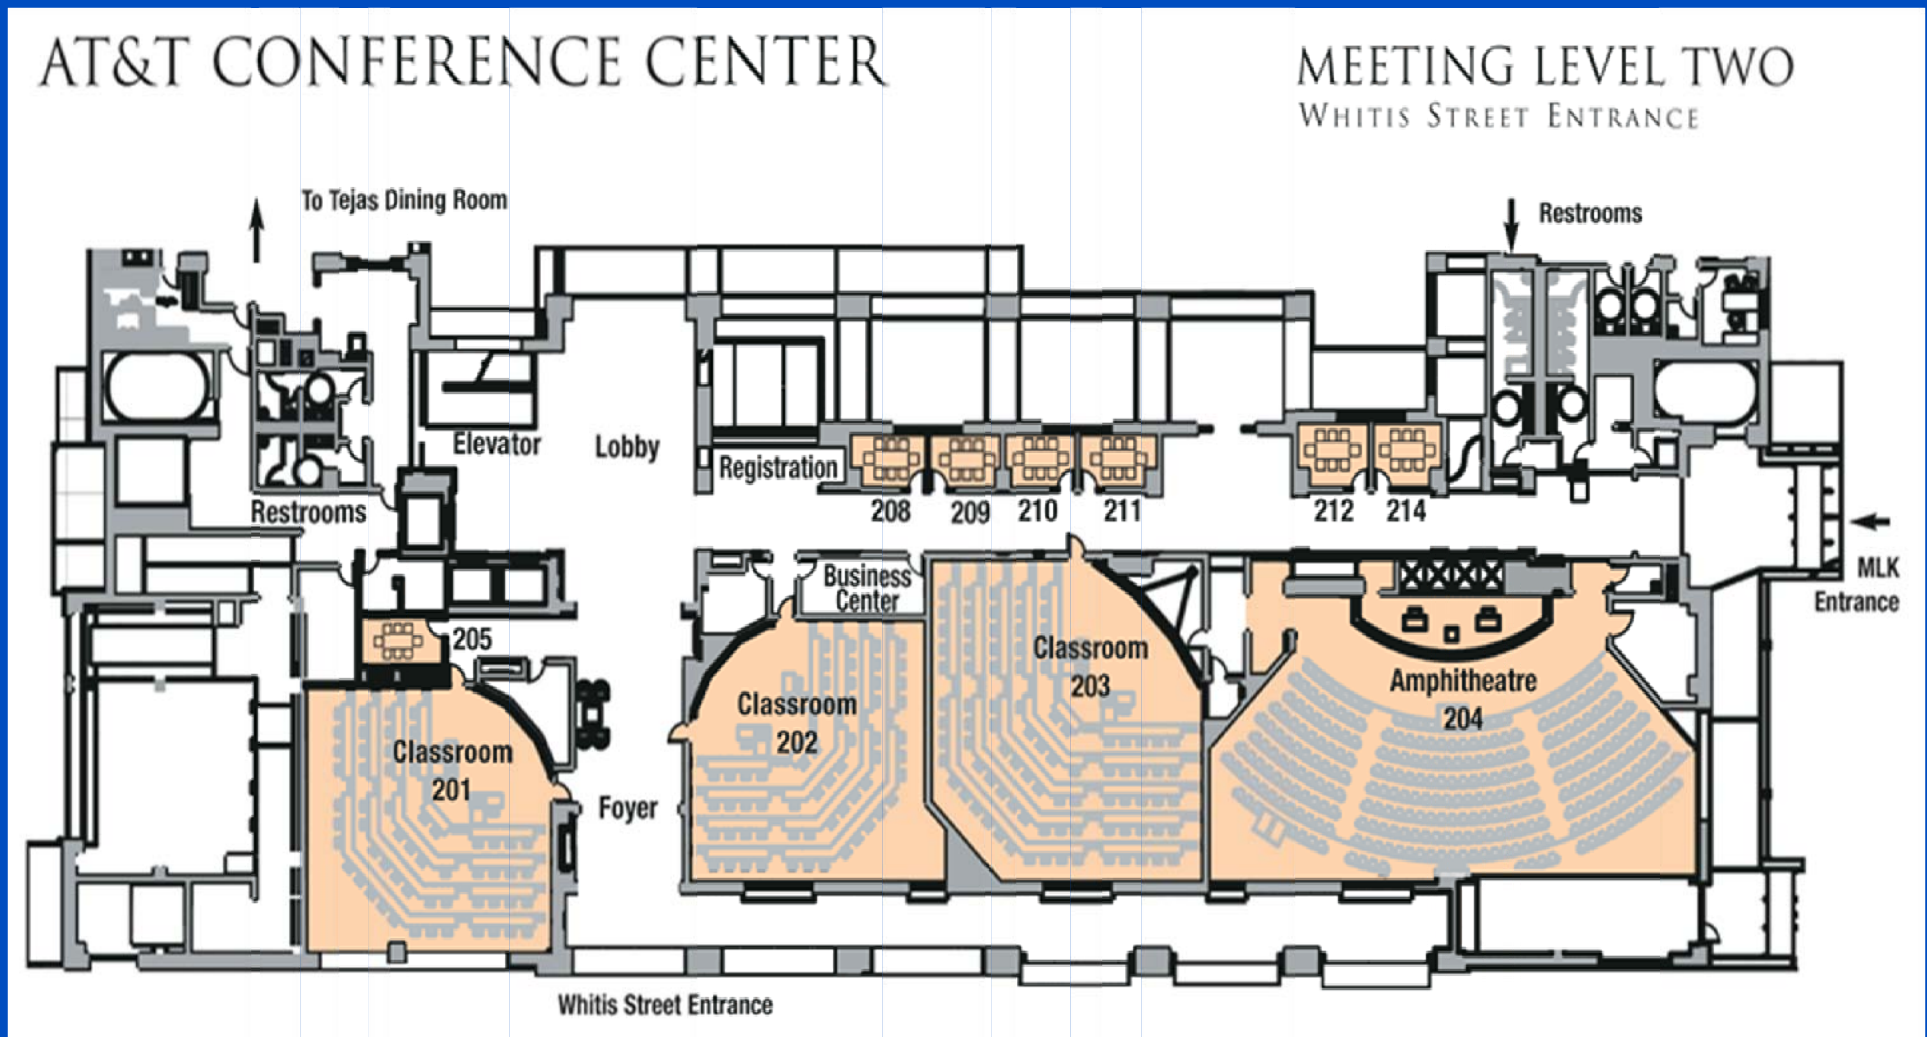 AT&T CONFERENCE CENTER
MEETING LEVEL TWO
WHITIS STREET ENTRANCE
To Tejas Dining Room
Restrooms
Elevator
Lobby
Registration
Restrooms
208
209
210
211
212
214
MLK
Entrance
Business
Center
205
Classroom
201
Classroom
202
Classroom
203
Amphitheatre
204
Foyer
Whitis Street Entrance